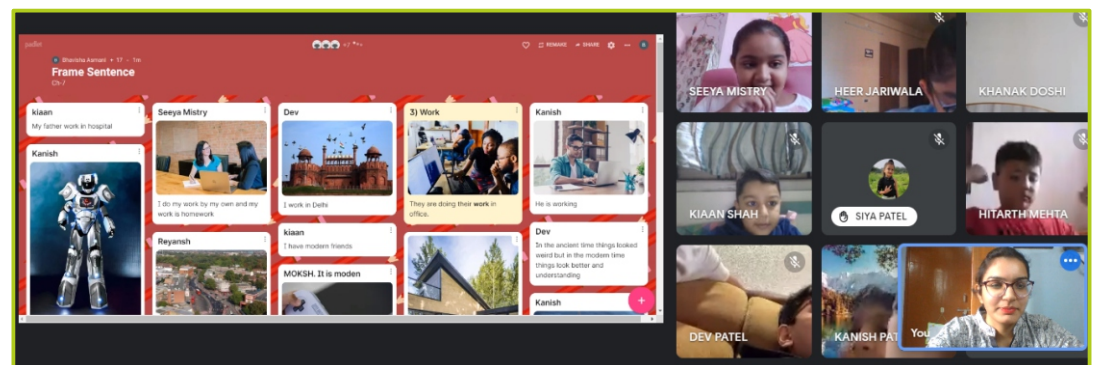 padlet
REMAKE
SHARE
Bhavisha Asmani + 17 • 1m
Frame Sentence
Ch-7
kiaan
My father work in hospital
Kanish
Seeya Mistry
I do my work by my own and my
work is homework
Reyansh
Dev
I work in Delhi
kiaan
I have modern friends
MOKSH. It is moden
3) Work
They are doing their work in
office.
Kanish
He is working
Dev
In the ancient time things looked
weird but in the modern time
things look better and
understanding
Kanish
SEEYA MISTRY
HEER JARIWALA
KHANAK DOSHI
KIAAN SHAH
SIYA PATEL
HITARTH MEHTA
DEV PATEL
KANISH PAT
You